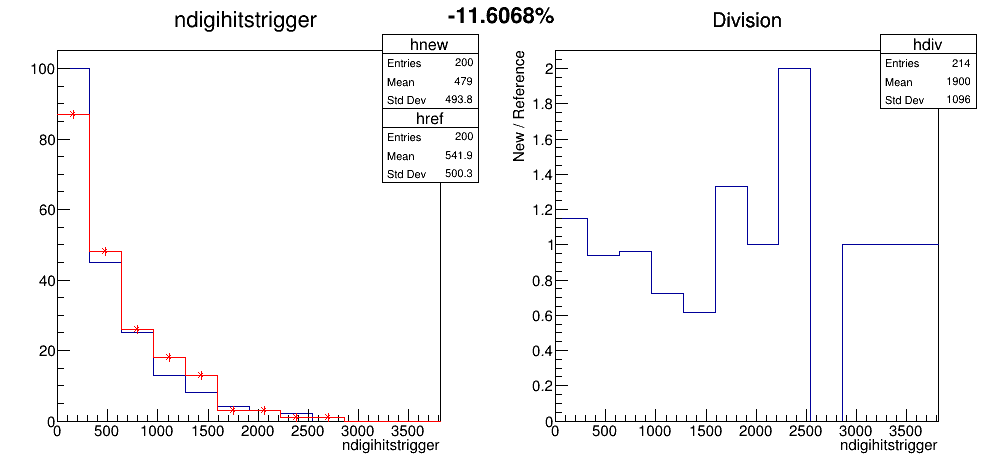 ndigihitstrigger
-11.6068%
Division
hnew
Entries 200
Mean 479
Std Dev 493.8
href
Entries 200
Mean 541.9
Std Dev 500.3
100
80
60
40
20
0
0 500 1000 1500 2000 2500 3000 3500
ndigihitstrigger
hdiv
Entries 214
Mean 1900
Std Dev 1096
New / Reference
2
1.8
1.6
1.4
1.2
1
0.8
0.6
0.4
0.2
0
0 500 1000 1500 2000 2500 3000 3500
ndigihitstrigger